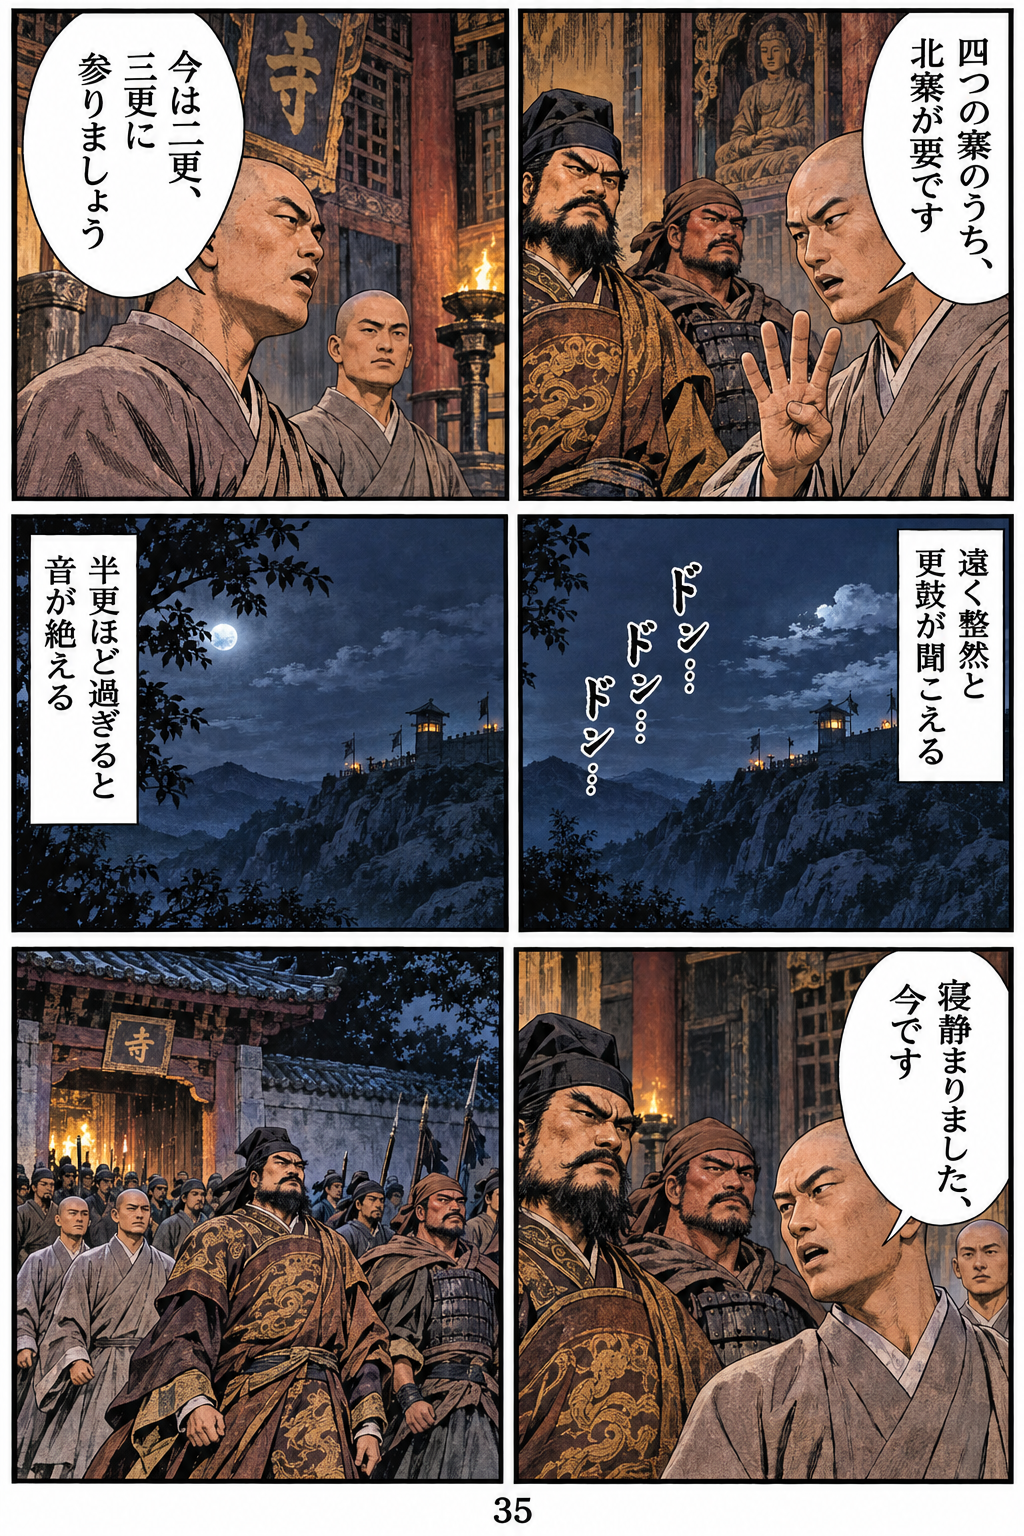 四つの寨のうち、
北寨が要です
寺
今は二更、
三更に
参りましょう
遠く整然と
更鼓が聞こえる
ドン…
ドン…
ドン…
半更ほど過ぎると
音が絶える
寝静まりました、
今です
寺
35